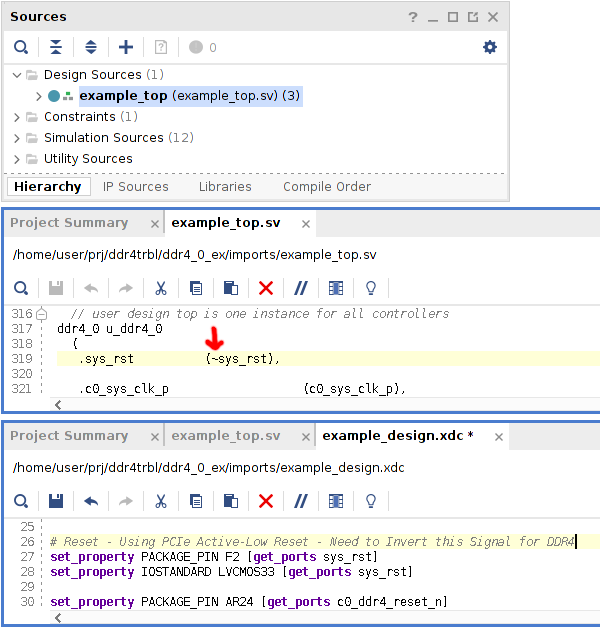 Sources
? _ □ ⧉ ×
0
Design Sources (1)
example_top (example_top.sv) (3)
Constraints (1)
Simulation Sources (12)
Utility Sources
Hierarchy IP Sources Libraries Compile Order
Project Summary × example_top.sv ×
/home/user/prj/ddr4trbl/ddr4_0_ex/imports/example_top.sv
316 // user design top is one instance for all controllers
317 ddr4_0 u_ddr4_0
318 (
319 .sys_rst (~sys_rst),
320
321 .c0_sys_clk_p (c0_sys_clk_p),
Project Summary × example_top.sv × example_design.xdc * ×
/home/user/prj/ddr4trbl/ddr4_0_ex/imports/example_design.xdc
25
26 # Reset - Using PCIe Active-Low Reset - Need to Invert this Signal for DDR4
27 set_property PACKAGE_PIN F2 [get_ports sys_rst]
28 set_property IOSTANDARD LVCMOS33 [get_ports sys_rst]
29
30 set_property PACKAGE_PIN AR24 [get_ports c0_ddr4_reset_n]